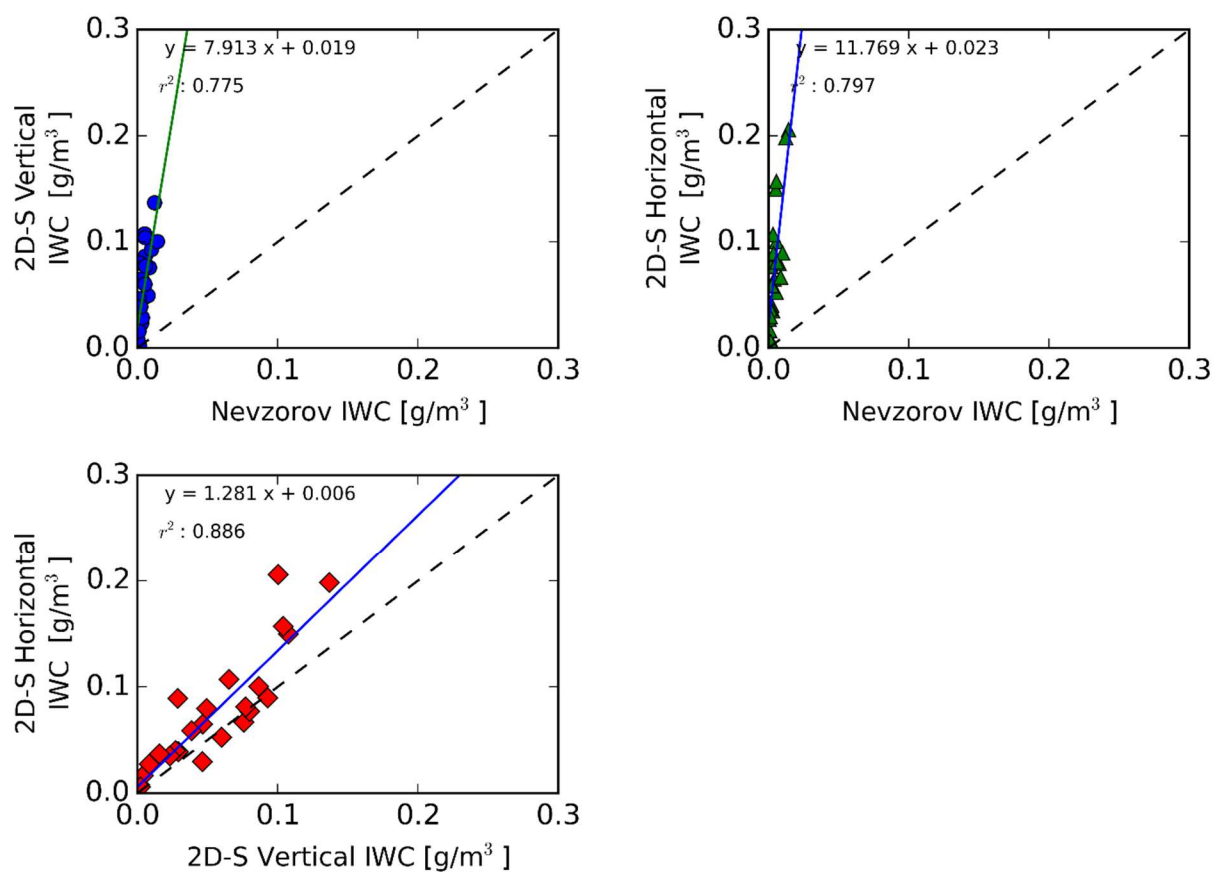 y = 7.913 x + 0.019
r² : 0.775
0.3
0.2
0.1
0.0
0.0 0.1 0.2 0.3
2D-S Vertical
IWC [g/m³ ]
Nevzorov IWC [g/m³ ]
y = 11.769 x + 0.023
r² : 0.797
0.3
0.2
0.1
0.0
0.0 0.1 0.2 0.3
2D-S Horizontal
IWC [g/m³ ]
Nevzorov IWC [g/m³ ]
y = 1.281 x + 0.006
r² : 0.886
0.3
0.2
0.1
0.0
0.0 0.1 0.2 0.3
2D-S Horizontal
IWC [g/m³ ]
2D-S Vertical IWC [g/m³ ]